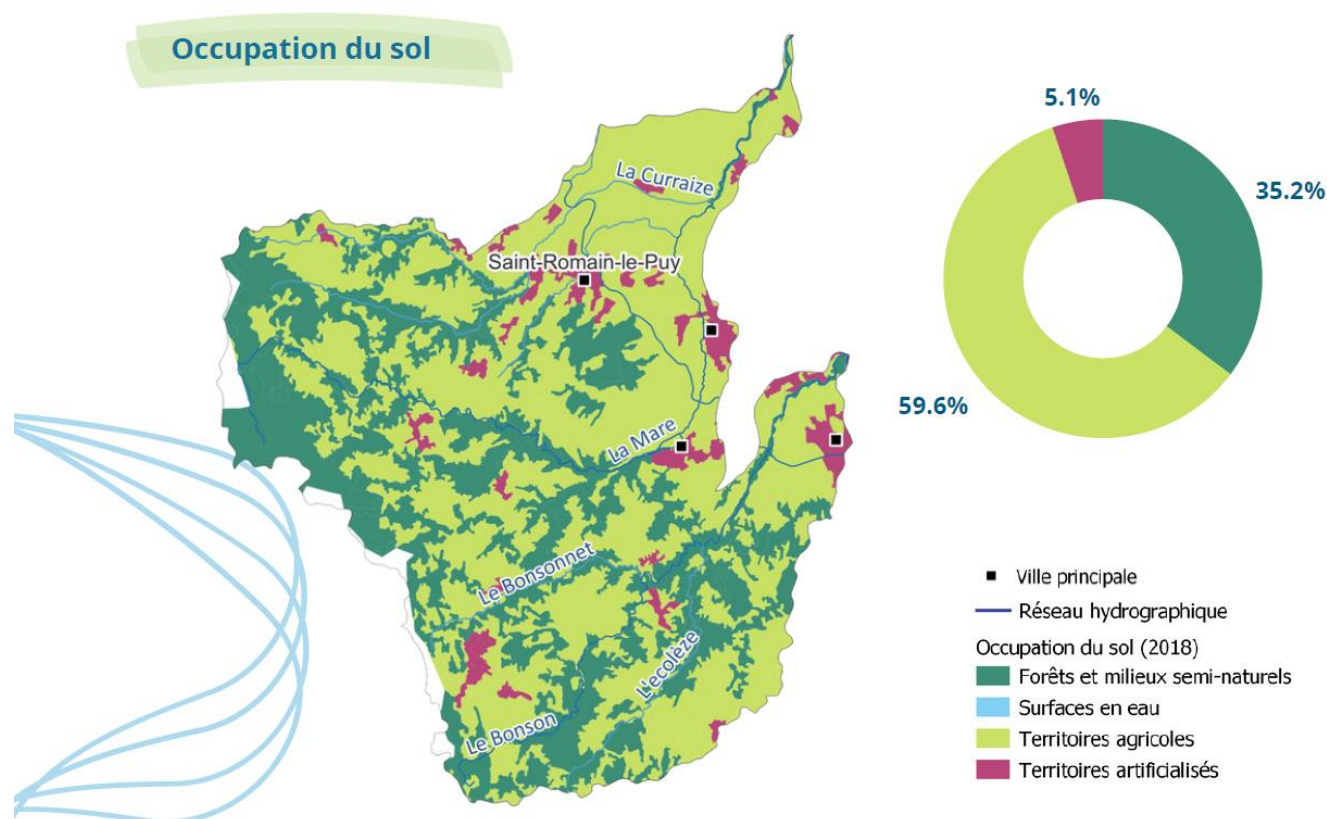 Occupation du sol
5.1%
35.2%
59.6%
La Curraize
Saint-Romain-le-Puy
La Mare
Le Bonsonnet
L'ecolèze
Le Bonson
Ville principale
Réseau hydrographique
Occupation du sol (2018)
Forêts et milieux semi-naturels
Surfaces en eau
Territoires agricoles
Territoires artificialisés